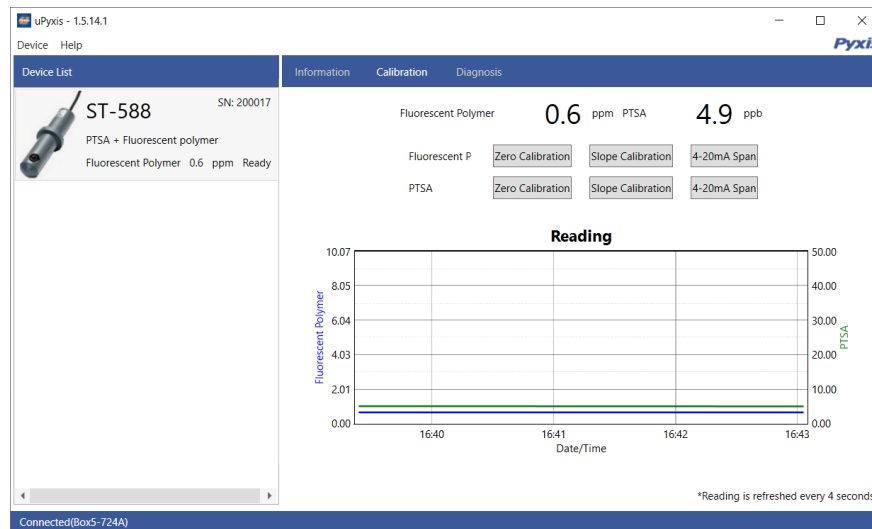 uPyxis - 1.5.14.1
Device Help
Pyxis
Device List
Information Calibration Diagnosis
ST-588 SN: 200017
PTSA + Fluorescent polymer
Fluorescent Polymer 0.6 ppm Ready
Fluorescent Polymer 0.6 ppm PTSA 4.9 ppb
Fluorescent P Zero Calibration Slope Calibration 4-20mA Span
PTSA Zero Calibration Slope Calibration 4-20mA Span
Reading
10.07 50.00
8.05 40.00
6.04 30.00
4.03 20.00
2.01 10.00
0.00 0.00
Fluorescent Polymer
PTSA
16:40 16:41 16:42 16:43
Date/Time
*Reading is refreshed every 4 seconds
Connected(Box5-724A)